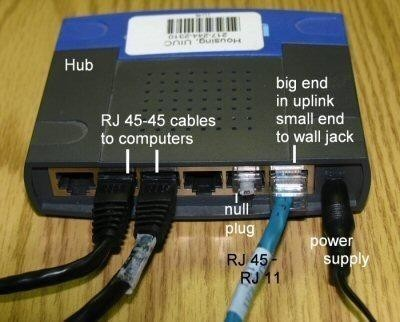 Housing, UIUC
217-244-2310
Hub
RJ 45-45 cables
to computers
big end
in uplink
small end
to wall jack
null
plug
RJ 45 -
RJ 11
power
supply